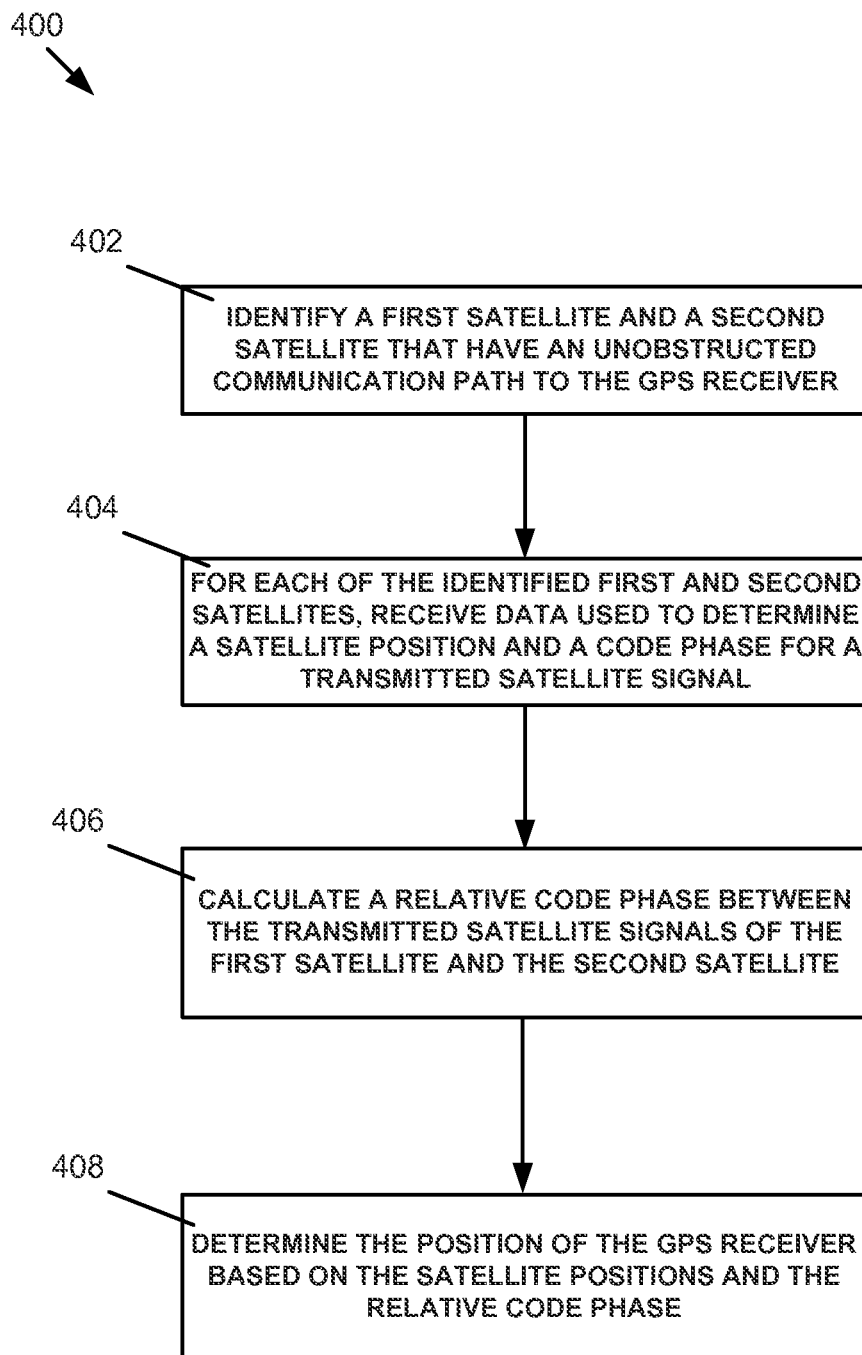 400
402
IDENTIFY A FIRST SATELLITE AND A SECOND
SATELLITE THAT HAVE AN UNOBSTRUCTED
COMMUNICATION PATH TO THE GPS RECEIVER
404
FOR EACH OF THE IDENTIFIED FIRST AND SECOND
SATELLITES, RECEIVE DATA USED TO DETERMINE
A SATELLITE POSITION AND A CODE PHASE FOR A
TRANSMITTED SATELLITE SIGNAL
406
CALCULATE A RELATIVE CODE PHASE BETWEEN
THE TRANSMITTED SATELLITE SIGNALS OF THE
FIRST SATELLITE AND THE SECOND SATELLITE
408
DETERMINE THE POSITION OF THE GPS RECEIVER
BASED ON THE SATELLITE POSITIONS AND THE
RELATIVE CODE PHASE